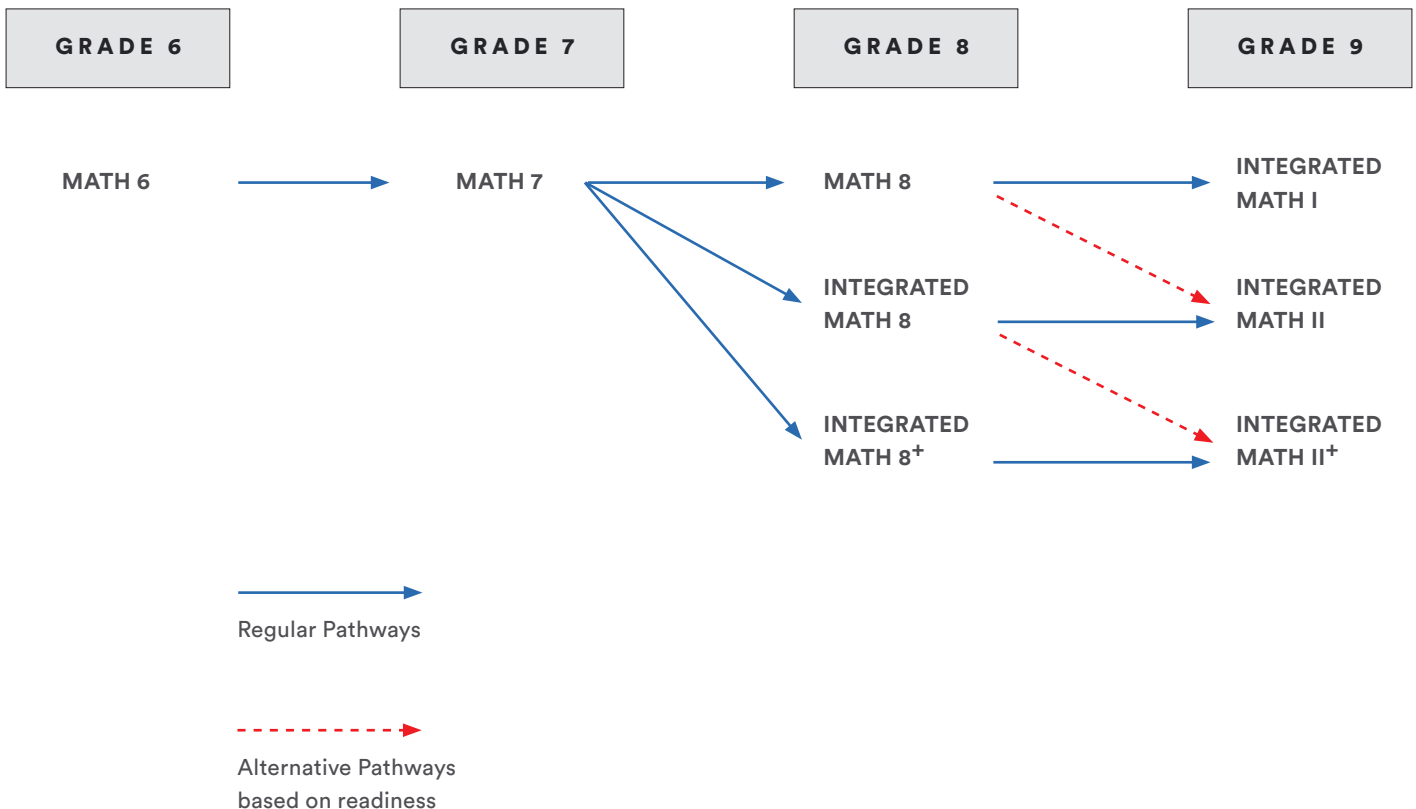 GRADE 6
GRADE 7
GRADE 8
GRADE 9
MATH 6
MATH 7
MATH 8
INTEGRATED
MATH I
INTEGRATED
MATH 8
INTEGRATED
MATH II
INTEGRATED
MATH 8+
INTEGRATED
MATH II+
Regular Pathways
Alternative Pathways
based on readiness